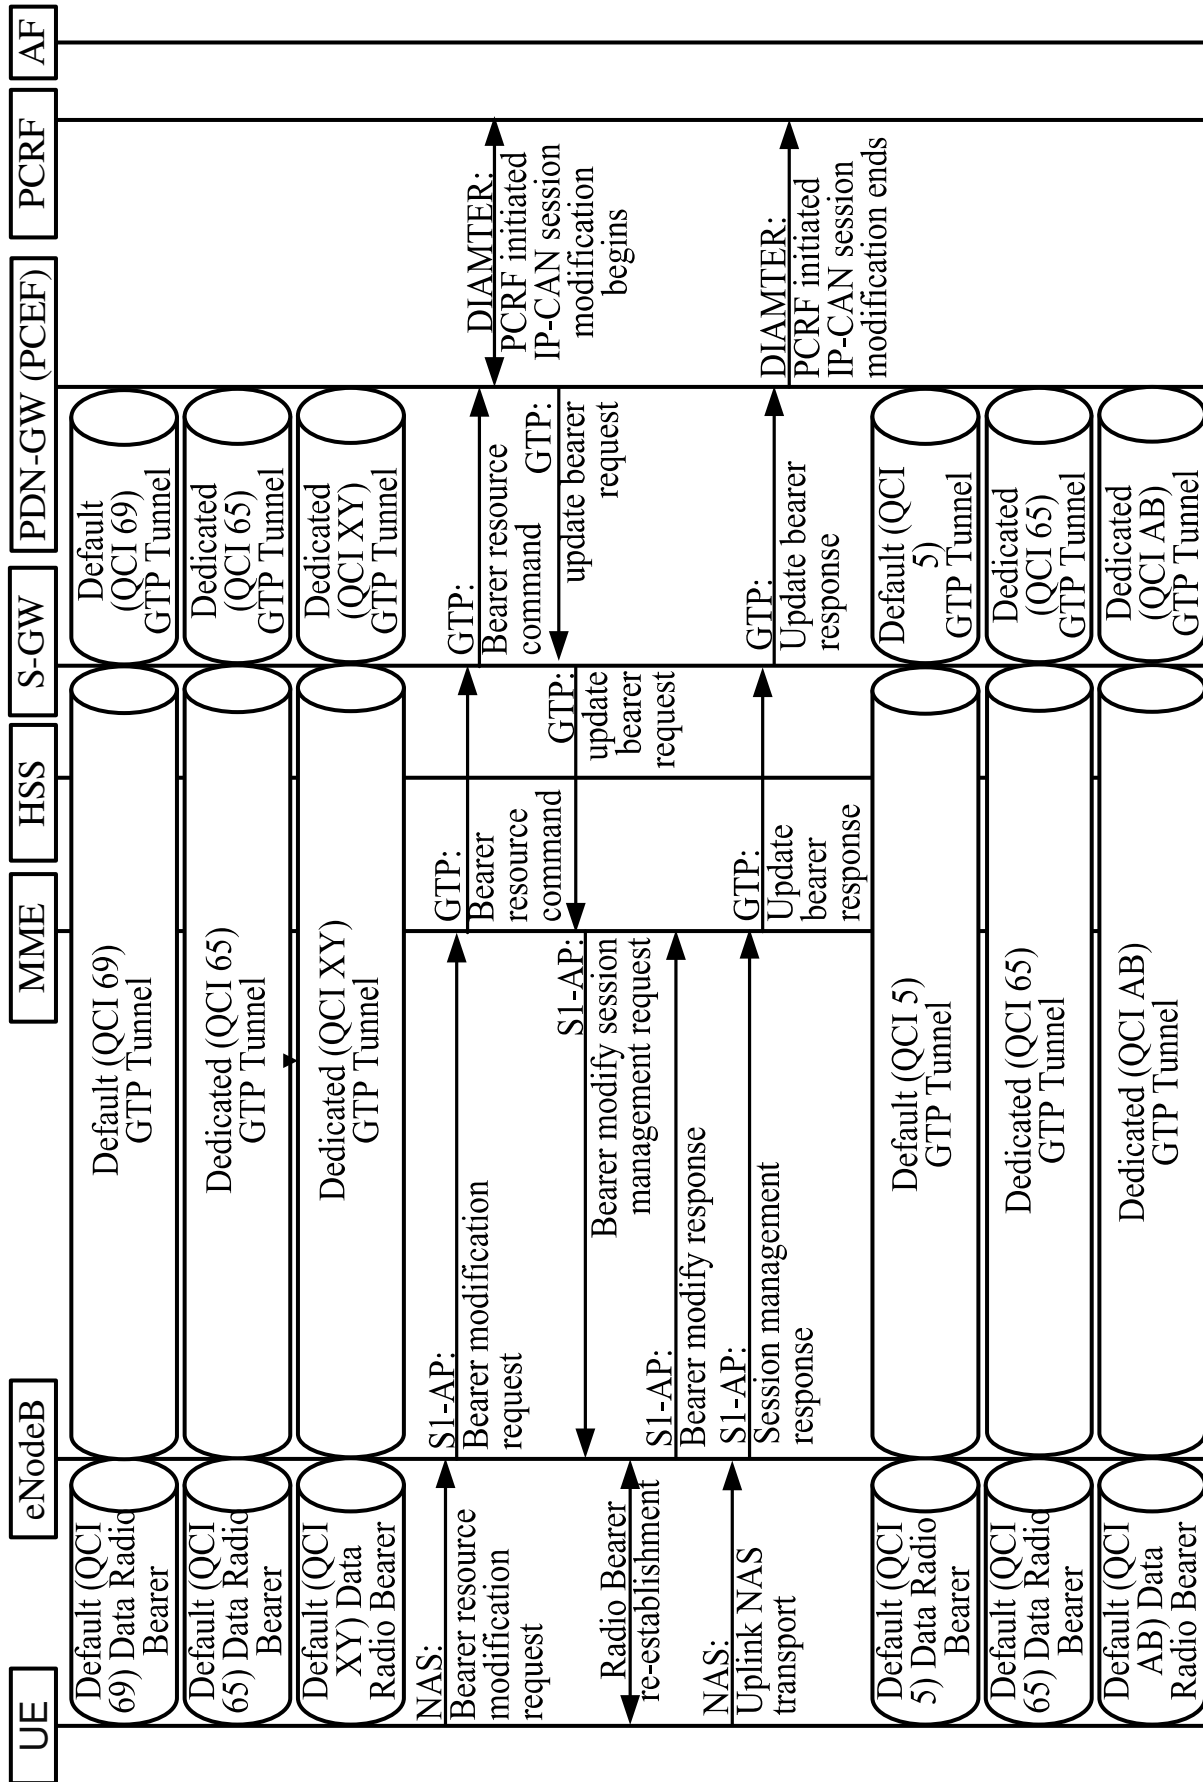 UE
eNodeB
MME
HSS
S-GW
PDN-GW (PCEF)
PCRF
AF
Default (QCI
69) Data Radio
Bearer
Default (QCI 69)
GTP Tunnel
Default
(QCI 69)
GTP Tunnel
Default (QCI
65) Data Radio
Bearer
Dedicated (QCI 65)
GTP Tunnel
Dedicated
(QCI 65)
GTP Tunnel
Default (QCI
XY) Data
Radio Bearer
Dedicated (QCI XY)
GTP Tunnel
Dedicated
(QCI XY)
GTP Tunnel
NAS:
Bearer resource
modification
request
S1-AP:
Bearer modification
request
GTP:
Bearer
resource
command
GTP:
Bearer resource
command
DIAMTER:
PCRF initiated
IP-CAN session
modification
begins
GTP:
update bearer
request
GTP:
update
bearer
request
S1-AP:
Bearer modify session
management request
Radio Bearer
re-establishment
S1-AP:
Bearer modify response
NAS:
Uplink NAS
transport
S1-AP:
Session management
response
GTP:
Update
bearer
response
GTP:
Update bearer
response
DIAMTER:
PCRF initiated
IP-CAN session
modification ends
Default (QCI
5) Data Radio
Bearer
Default (QCI 5)
GTP Tunnel
Default (QCI
5)
GTP Tunnel
Default (QCI
65) Data Radio
Bearer
Dedicated (QCI 65)
GTP Tunnel
Dedicated
(QCI 65)
GTP Tunnel
Default (QCI
AB) Data
Radio Bearer
Dedicated (QCI AB)
GTP Tunnel
Dedicated
(QCI AB)
GTP Tunnel